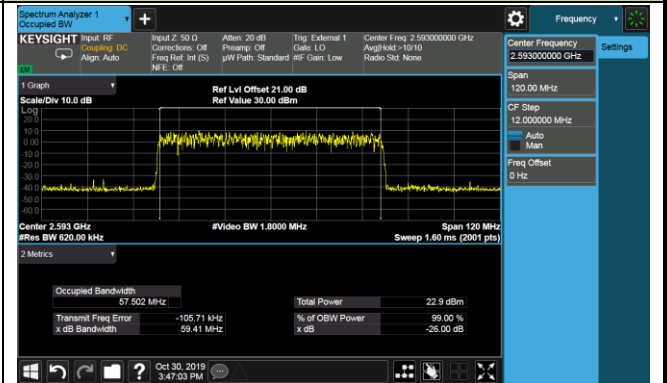 Spectrum Analyzer 1
Occupied BW
+
Frequency
KEYSIGHT Input: RF
Coupling: DC
Align: Auto
Input Z: 50 Ω
Corrections: Off
Freq Ref: Int (S)
NFE: Off
Atten: 20 dB
Preamp: Off
µW Path: Standard
Trig: External 1
Gate: LO
#IF Gain: Low
Center Freq: 2.593000000 GHz
Avg|Hold:>10/10
Radio Std: None
Center Frequency
2.593000000 GHz
Settings
Span
120.00 MHz
CF Step
12.000000 MHz
Auto
Man
Freq Offset
0 Hz
1 Graph
Scale/Div 10.0 dB
Ref Lvl Offset 21.00 dB
Ref Value 30.00 dBm
Log
20.0
10.0
0.00
-10.0
-20.0
-30.0
-40.0
-50.0
-60.0
Center 2.593 GHz
#Res BW 620.00 kHz
#Video BW 1.8000 MHz
Span 120 MHz
Sweep 1.60 ms (2001 pts)
2 Metrics
Occupied Bandwidth
57.502 MHz
Total Power 22.9 dBm
Transmit Freq Error -105.71 kHz % of OBW Power 99.00 %
x dB Bandwidth 59.41 MHz x dB -26.00 dB
?
Oct 30, 2019
3:47:03 PM